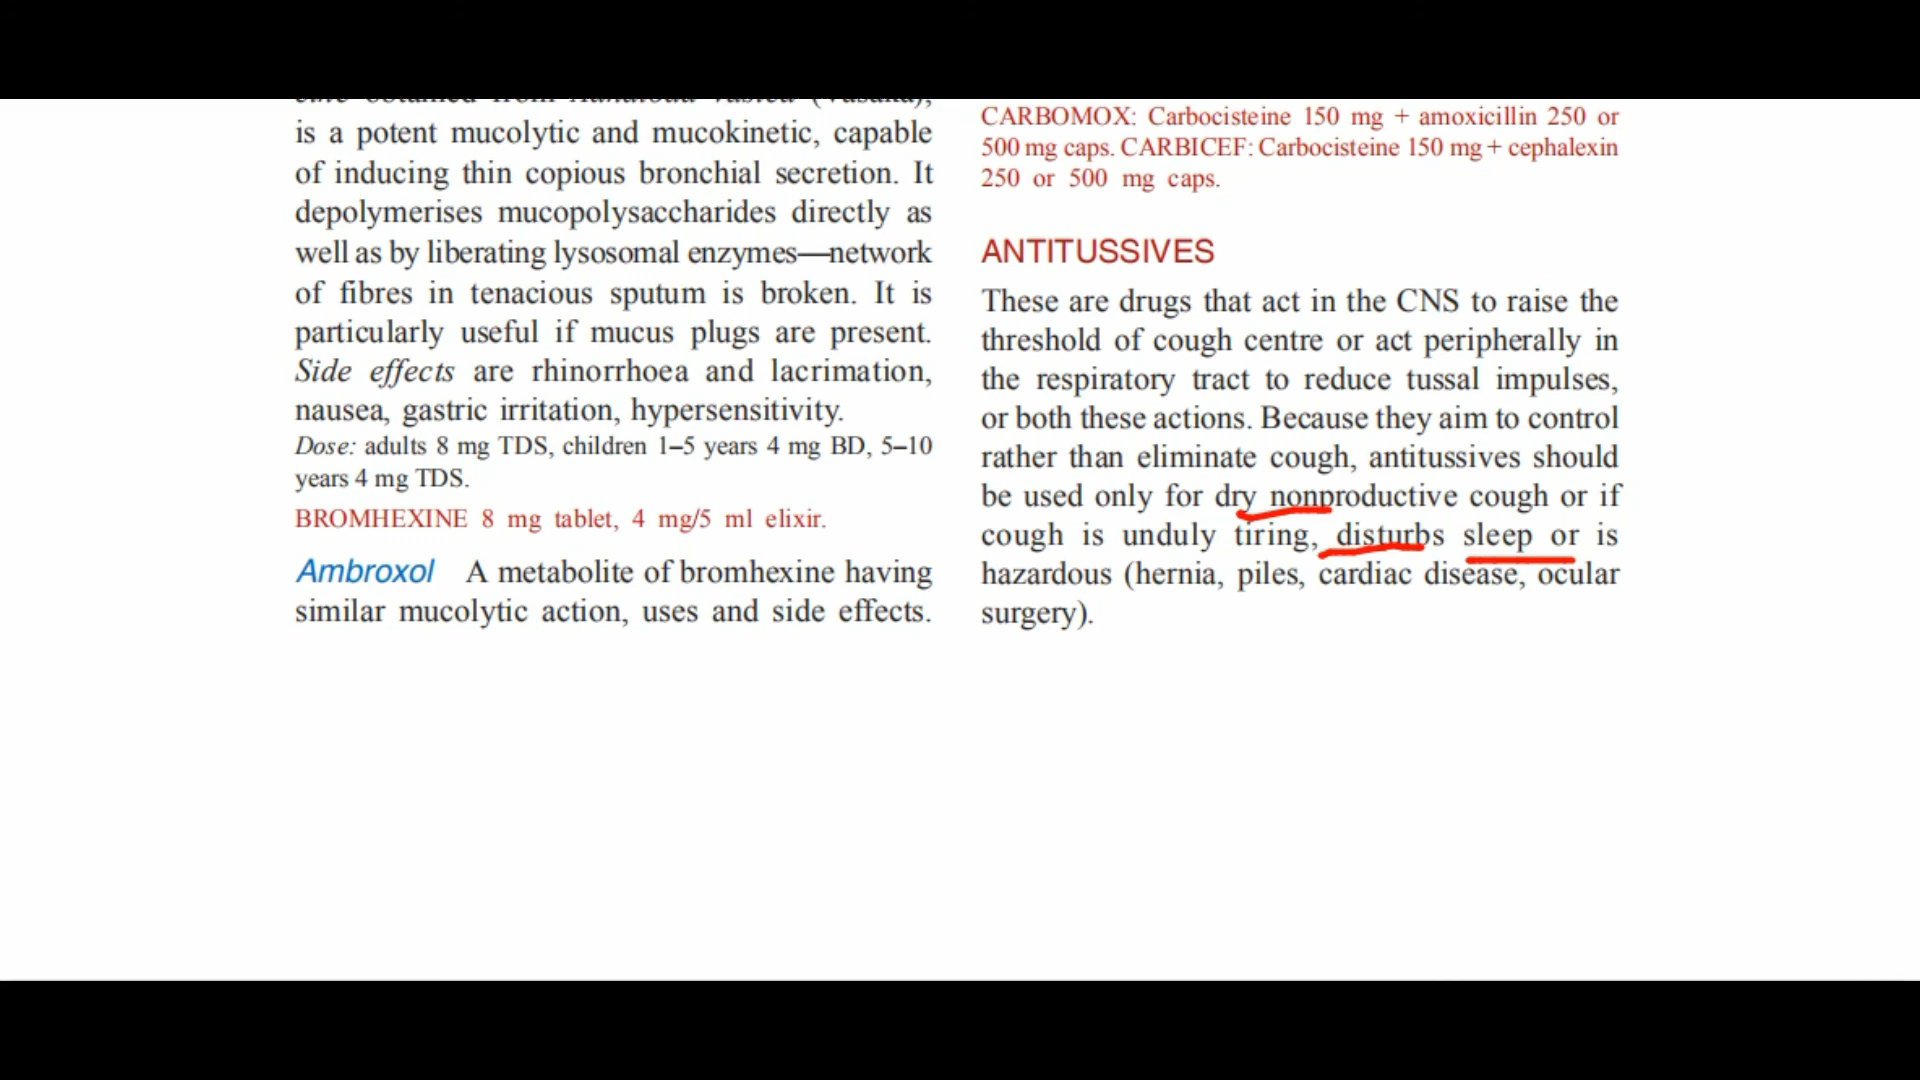 is a potent mucolytic and mucokinetic, capable
of inducing thin copious bronchial secretion. It
depolymerises mucopolysaccharides directly as
well as by liberating lysosomal enzymes—network
of fibres in tenacious sputum is broken. It is
particularly useful if mucus plugs are present.
Side effects are rhinorrhoea and lacrimation,
nausea, gastric irritation, hypersensitivity.
Dose: adults 8 mg TDS, children 1–5 years 4 mg BD, 5–10
years 4 mg TDS.
BROMHEXINE 8 mg tablet, 4 mg/5 ml elixir.
Ambroxol A metabolite of bromhexine having
similar mucolytic action, uses and side effects.
CARBOMOX: Carbocisteine 150 mg + amoxicillin 250 or
500 mg caps. CARBICEF: Carbocisteine 150 mg + cephalexin
250 or 500 mg caps.
ANTITUSSIVES
These are drugs that act in the CNS to raise the
threshold of cough centre or act peripherally in
the respiratory tract to reduce tussal impulses,
or both these actions. Because they aim to control
rather than eliminate cough, antitussives should
be used only for dry nonproductive cough or if
cough is unduly tiring, disturbs sleep or is
hazardous (hernia, piles, cardiac disease, ocular
surgery).